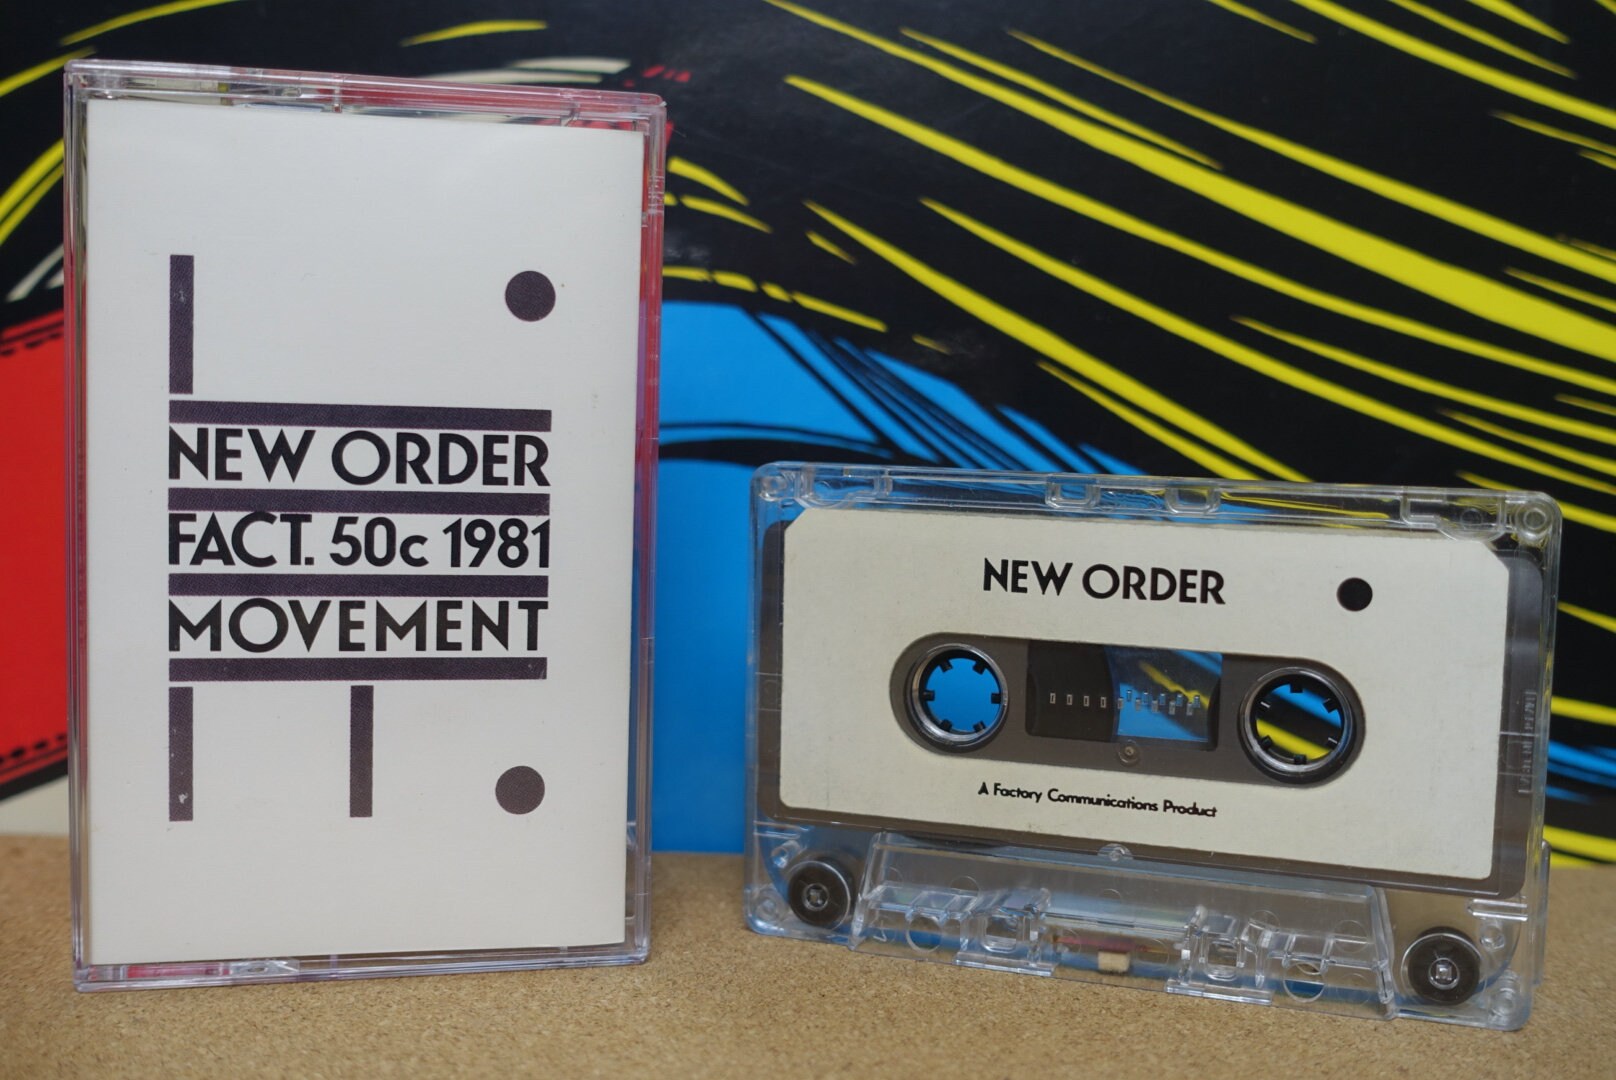 NEW ORDER
FACT. 50c 1981
MOVEMENT
NEW ORDER
A Factory Communications Product